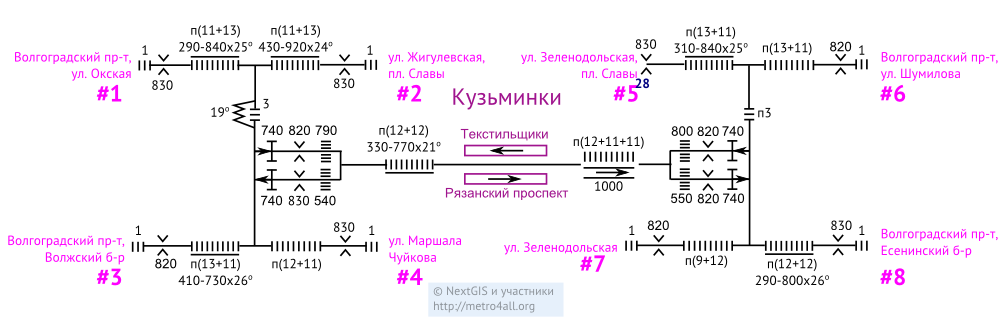 п(11+13) п(11+13)
290-840x25° 430-920x24°
Волгоградский пр-т,
ул. Окская
#1
1
830
1
830
ул. Жигулевская,
пл. Славы
#2
19°
3
740 820 790
740 830 540
п(12+12)
330-770x21°
Кузьминки
Текстильщики
Рязанский проспект
п(12+11+11)
1000
ул. Зеленодольская,
пл. Славы
#5
830
28
п(13+11)
310-840x25°
п(13+11)
820
1
Волгоградский пр-т,
ул. Шумилова
#6
п3
800 820 740
550 820 740
Волгоградский пр-т,
Волжский б-р
#3
1
820
п(13+11)
410-730x26°
п(12+11)
830
1
ул. Маршала
Чуйкова
#4
ул. Зеленодольская
#7
1
820
п(9+12)
п(12+12)
290-800x26°
830
1
Волгоградский пр-т,
Есенинский б-р
#8
© NextGIS и участники
http://metro4all.org